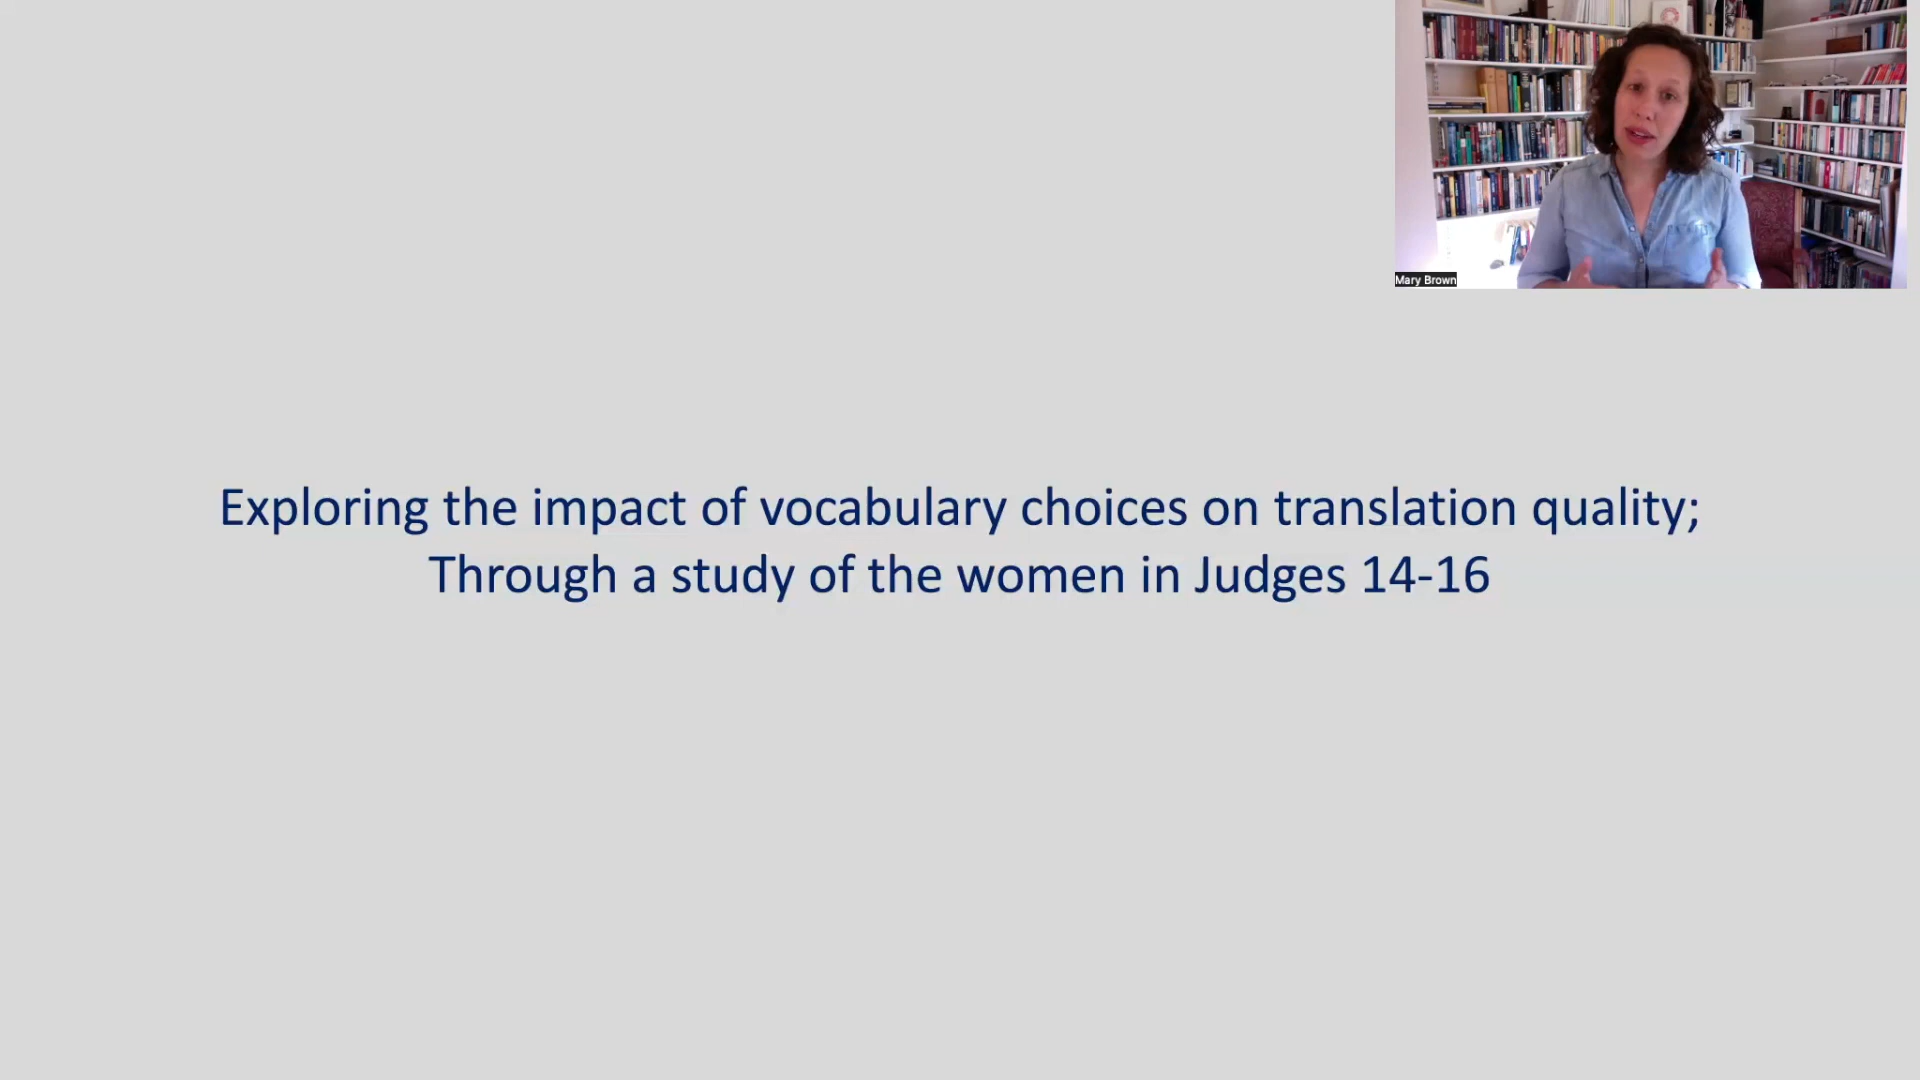 Mary Brown
Exploring the impact of vocabulary choices on translation quality;
Through a study of the women in Judges 14-16